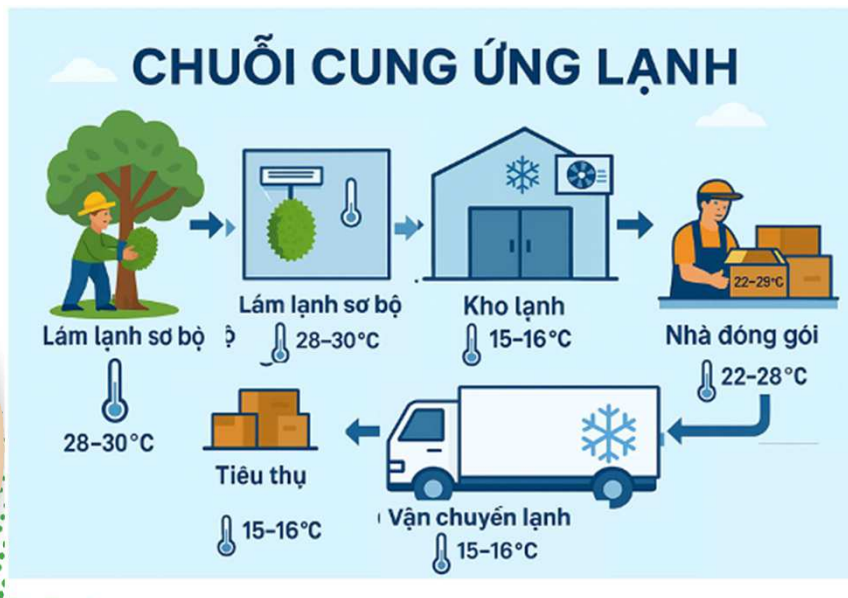 CHUỖI CUNG ỨNG LẠNH
Lám lạnh sơ bộ
28–30°C
Lám lạnh sơ bộ
28–30°C
Kho lạnh
15–16°C
22–29°C
Nhà đóng gói
22–28°C
Vận chuyển lạnh
15–16°C
Tiêu thụ
15–16°C